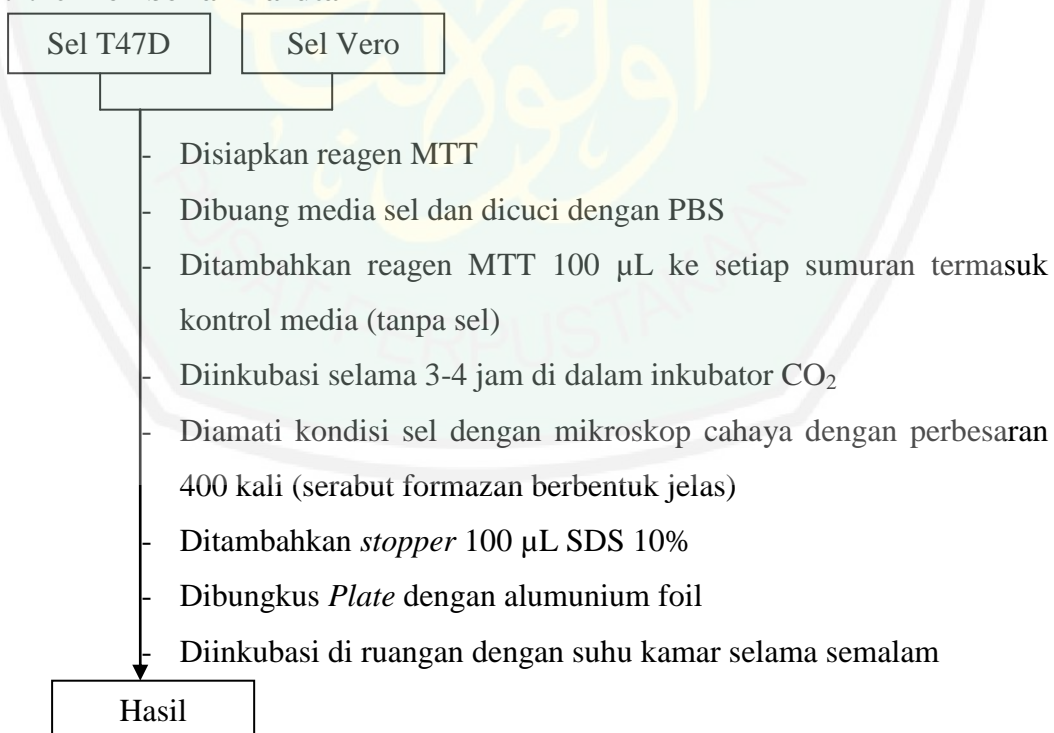 Sel T47D
Sel Vero
- Disiapkan reagen MTT
- Dibuang media sel dan dicuci dengan PBS
- Ditambahkan reagen MTT 100 µL ke setiap sumuran termasuk
kontrol media (tanpa sel)
- Diinkubasi selama 3-4 jam di dalam inkubator CO₂
- Diamati kondisi sel dengan mikroskop cahaya dengan perbesaran
400 kali (serabut formazan berbentuk jelas)
- Ditambahkan stopper 100 µL SDS 10%
- Dibungkus Plate dengan alumunium foil
- Diinkubasi di ruangan dengan suhu kamar selama semalam
Hasil
PUSAT PERPUSTAKAAN